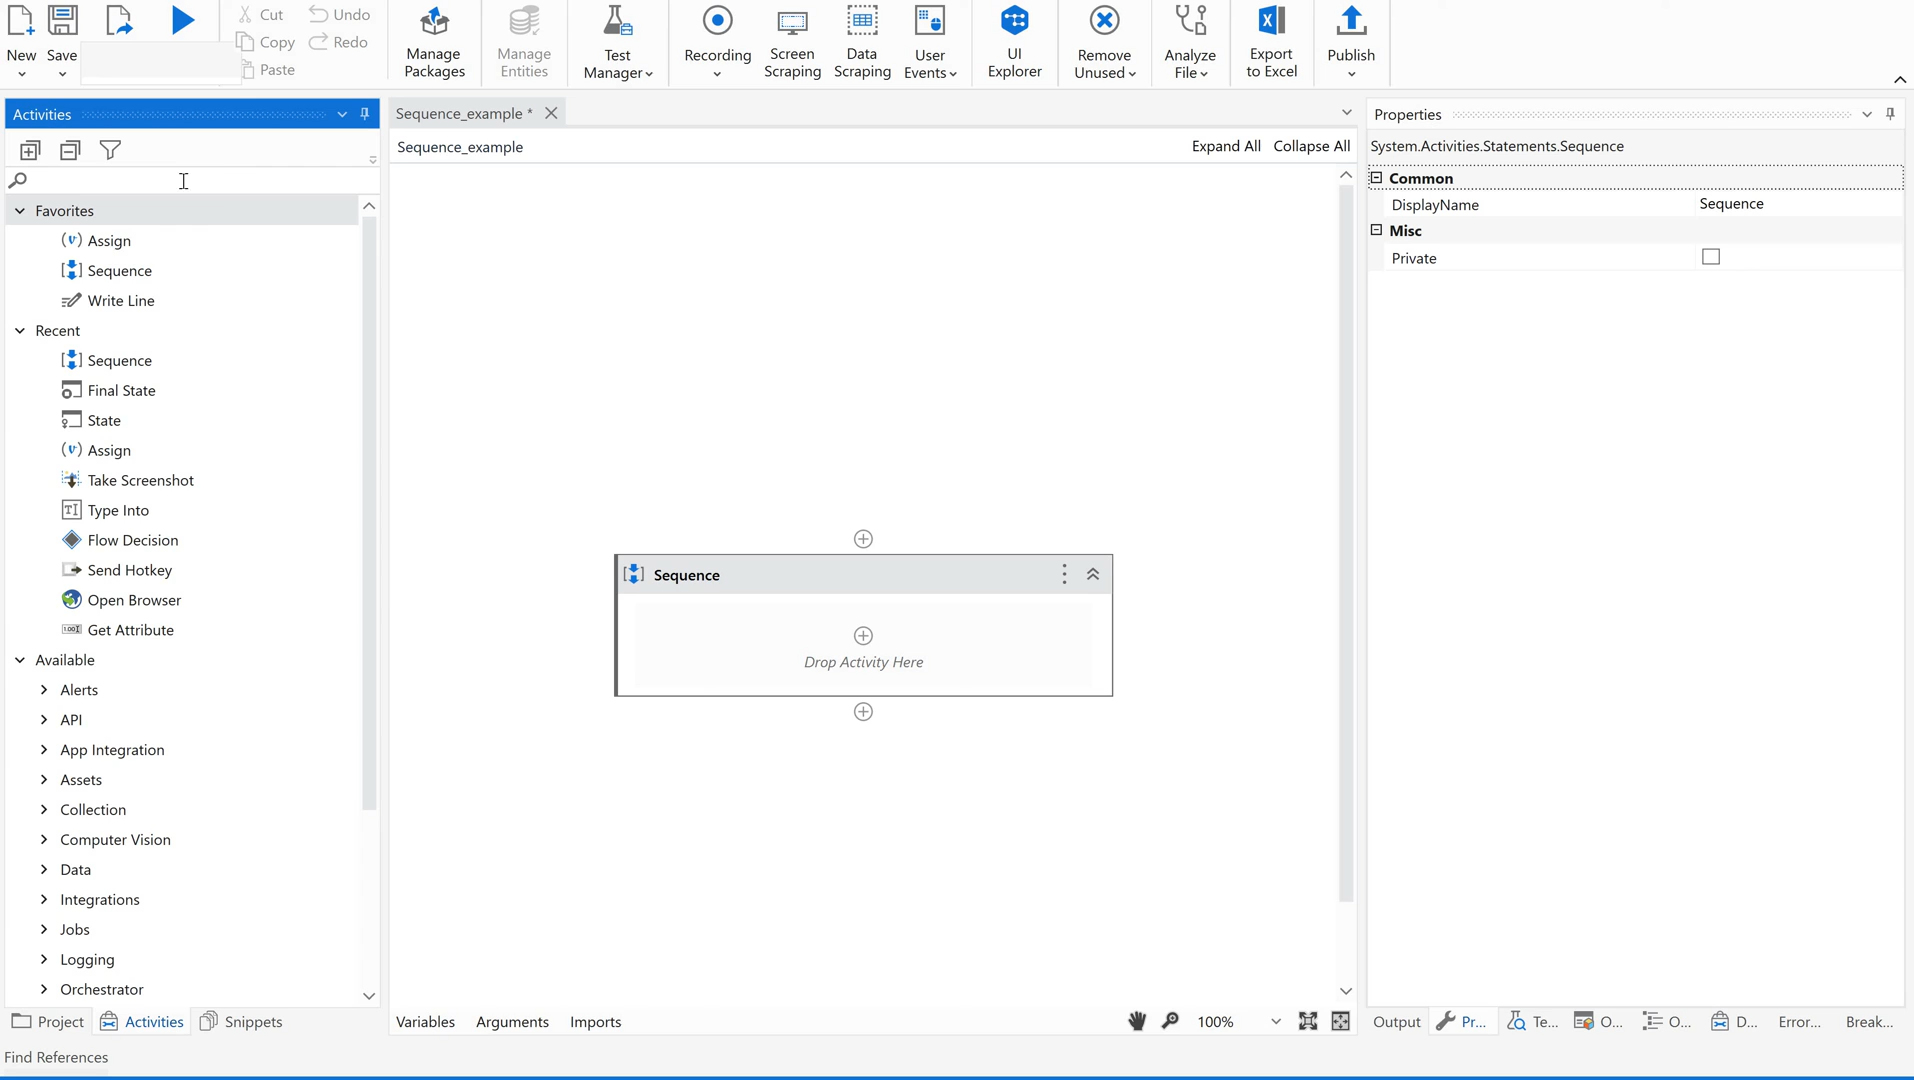 New
Save
Cut
Copy
Paste
Undo
Redo
Manage
Packages
Manage
Entities
Test
Manager
Recording
Screen
Scraping
Data
Scraping
User
Events
UI
Explorer
Remove
Unused
Analyze
File
Export
to Excel
Publish
Activities
Favorites
Assign
Sequence
Write Line
Recent
Sequence
Final State
State
Assign
Take Screenshot
Type Into
Flow Decision
Send Hotkey
Open Browser
Get Attribute
Available
Alerts
API
App Integration
Assets
Collection
Computer Vision
Data
Integrations
Jobs
Logging
Orchestrator
Project
Activities
Snippets
Find References
Sequence_example *
Sequence_example
Expand All
Collapse All
Sequence
Drop Activity Here
Variables
Arguments
Imports
100%
Properties
System.Activities.Statements.Sequence
Common
DisplayName
Sequence
Misc
Private
Output
Pr...
Te...
O...
O...
D...
Error...
Break...